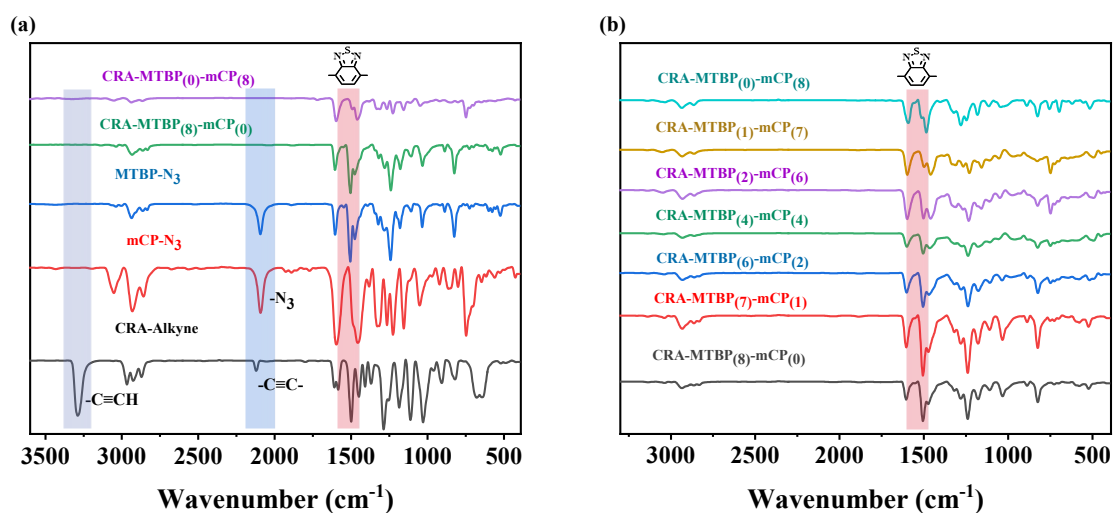 (a)
S
N N
CRA-MTBP(0)-mCP(8)
CRA-MTBP(8)-mCP(0)
MTBP-N3
mCP-N3
-N3
CRA-Alkyne
-C≡C-
-C≡CH
3500 3000 2500 2000 1500 1000 500
Wavenumber (cm-1)
(b)
S
N N
CRA-MTBP(0)-mCP(8)
CRA-MTBP(1)-mCP(7)
CRA-MTBP(2)-mCP(6)
CRA-MTBP(4)-mCP(4)
CRA-MTBP(6)-mCP(2)
CRA-MTBP(7)-mCP(1)
CRA-MTBP(8)-mCP(0)
3000 2500 2000 1500 1000 500
Wavenumber (cm-1)